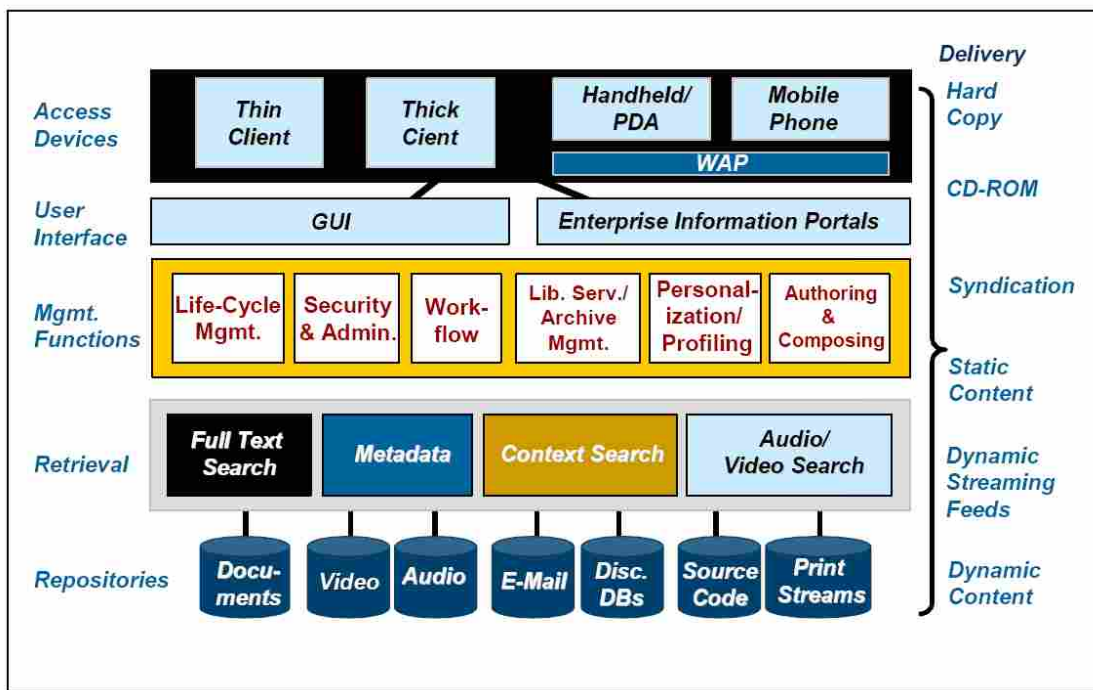 Delivery
Access
Devices
Thin
Client
Thick
Cient
Handheld/
PDA
Mobile
Phone
WAP
Hard
Copy
User
Interface
GUI
Enterprise Information Portals
CD-ROM
Mgmt.
Functions
Life-Cycle
Mgmt.
Security
& Admin.
Work-
flow
Lib. Serv./
Archive
Mgmt.
Personal-
ization/
Profiling
Authoring
&
Composing
Syndication
Static
Content
Retrieval
Full Text
Search
Metadata
Context Search
Audio/
Video Search
Dynamic
Streaming
Feeds
Repositories
Docu-
ments
Video
Audio
E-Mail
Disc.
DBs
Source
Code
Print
Streams
Dynamic
Content